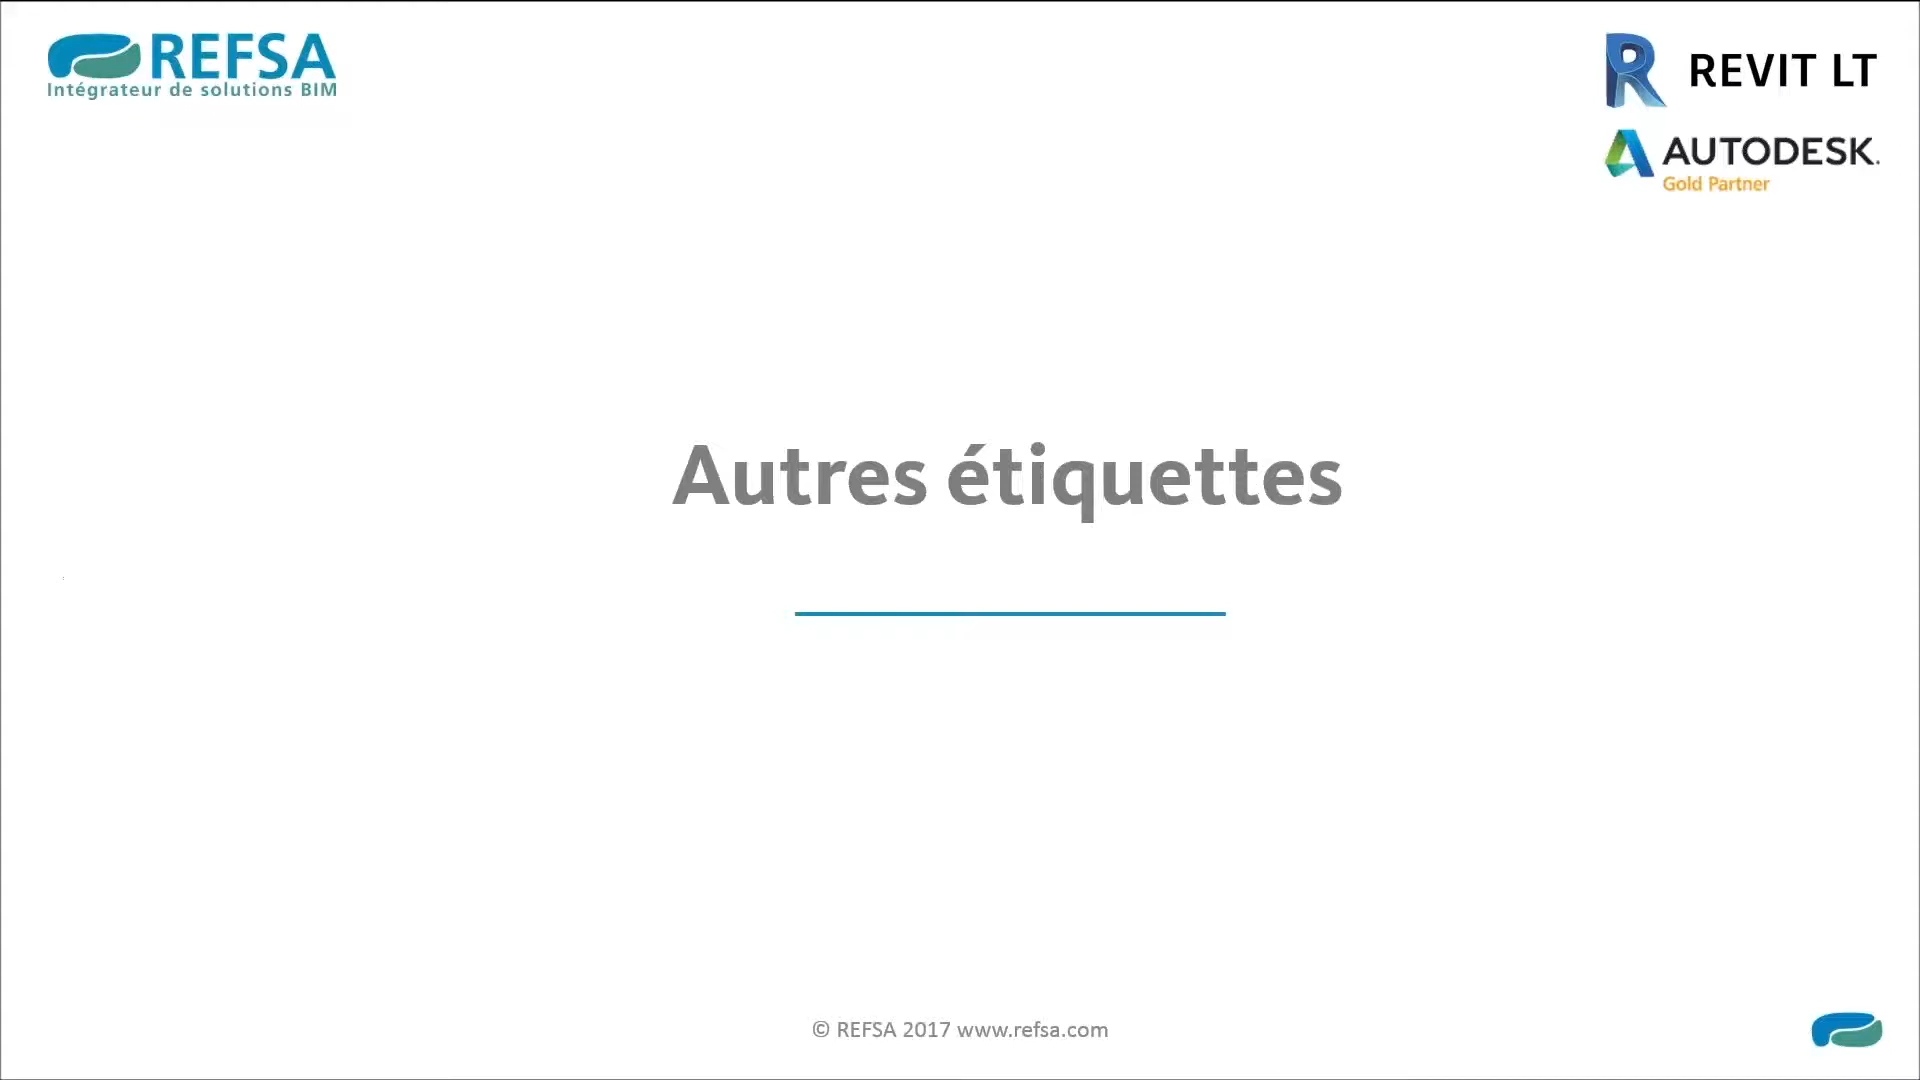 REFSA
Intégrateur de solutions BIM
REVIT LT
AUTODESK.
Gold Partner
Autres étiquettes
© REFSA 2017 www.refsa.com